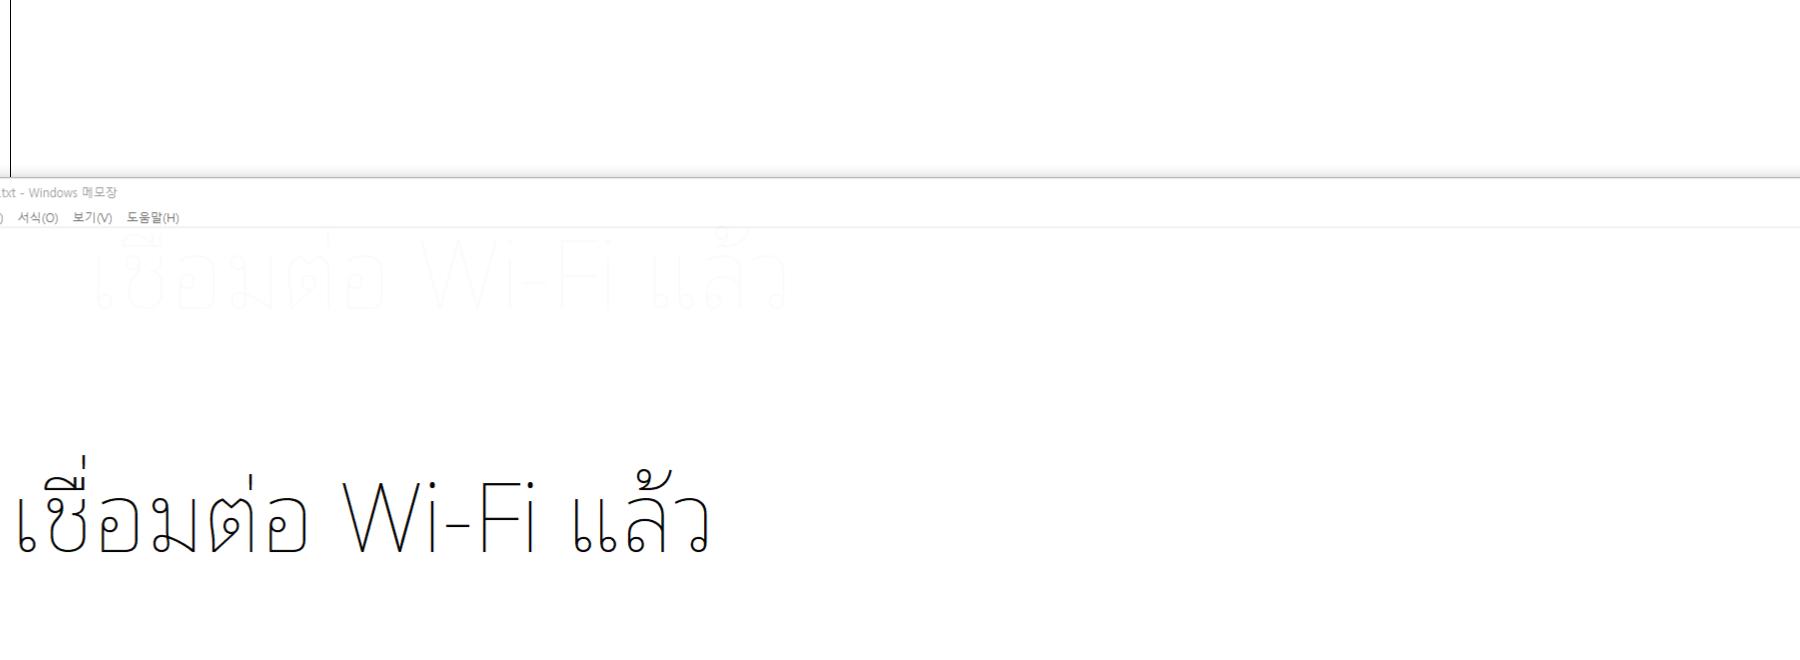 .txt - Windows 메모장
) 서식(O) 보기(V) 도움말(H)
เชื่อมต่อ Wi-Fi แล้ว
เชื่อมต่อ Wi-Fi แล้ว